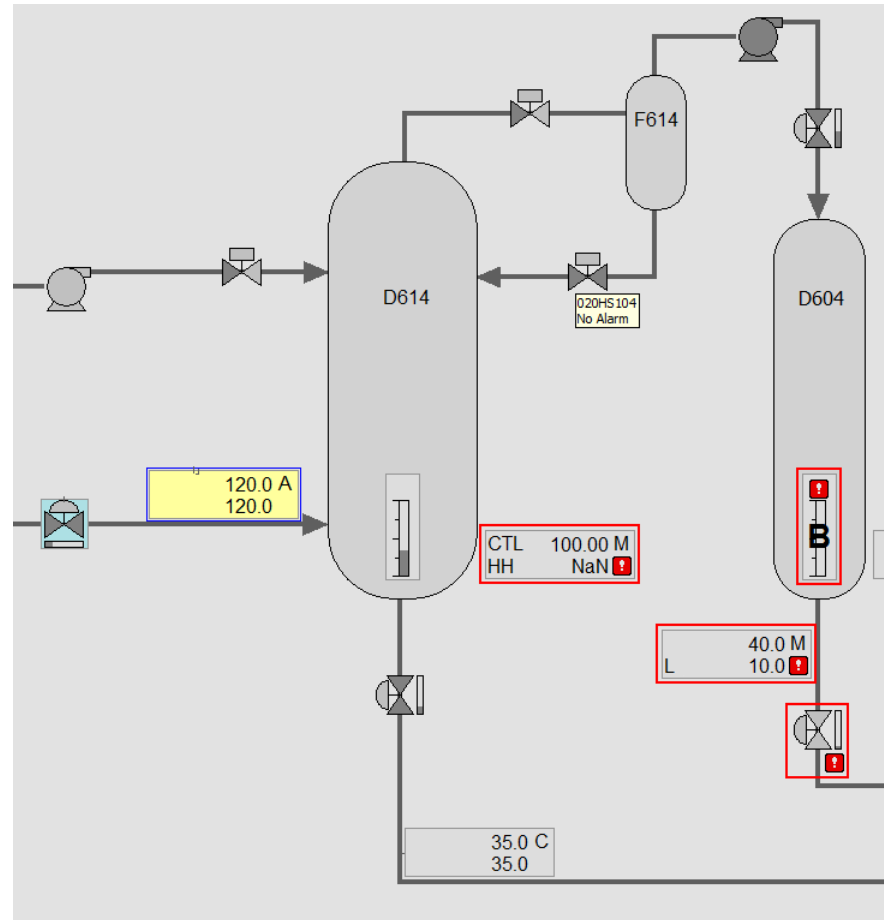 F614
D614
D604
020HS104
No Alarm
120.0 A
120.0
B
CTL 100.00 M
HH NaN !
!
40.0 M
L 10.0 !
!
35.0 C
35.0